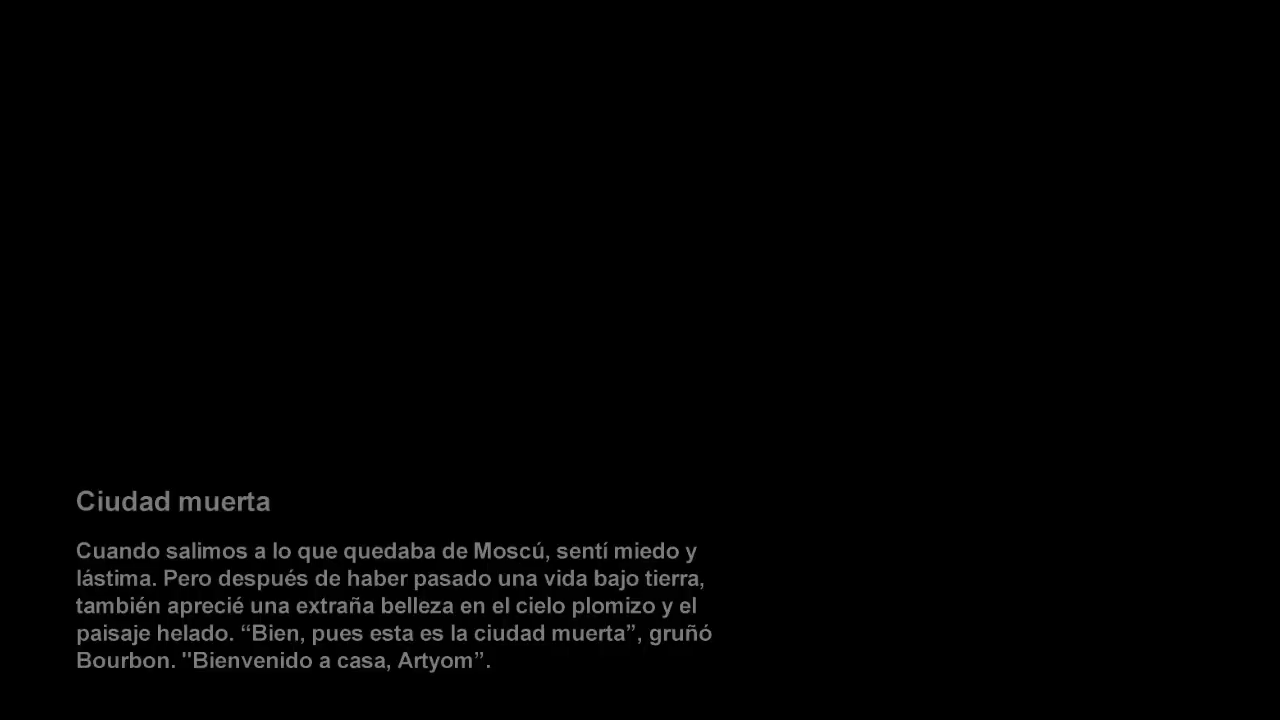 Ciudad muerta
Cuando salimos a lo que quedaba de Moscú, sentí miedo y
lástima. Pero después de haber pasado una vida bajo tierra,
también aprecié una extraña belleza en el cielo plomizo y el
paisaje helado. “Bien, pues esta es la ciudad muerta”, gruñó
Bourbon. "Bienvenido a casa, Artyom”.